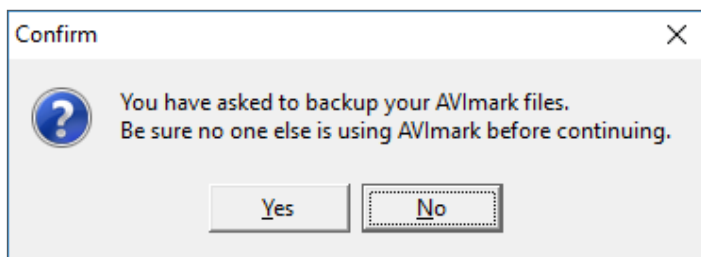 Confirm
You have asked to backup your AVImark files.
Be sure no one else is using AVImark before continuing.
Yes
No